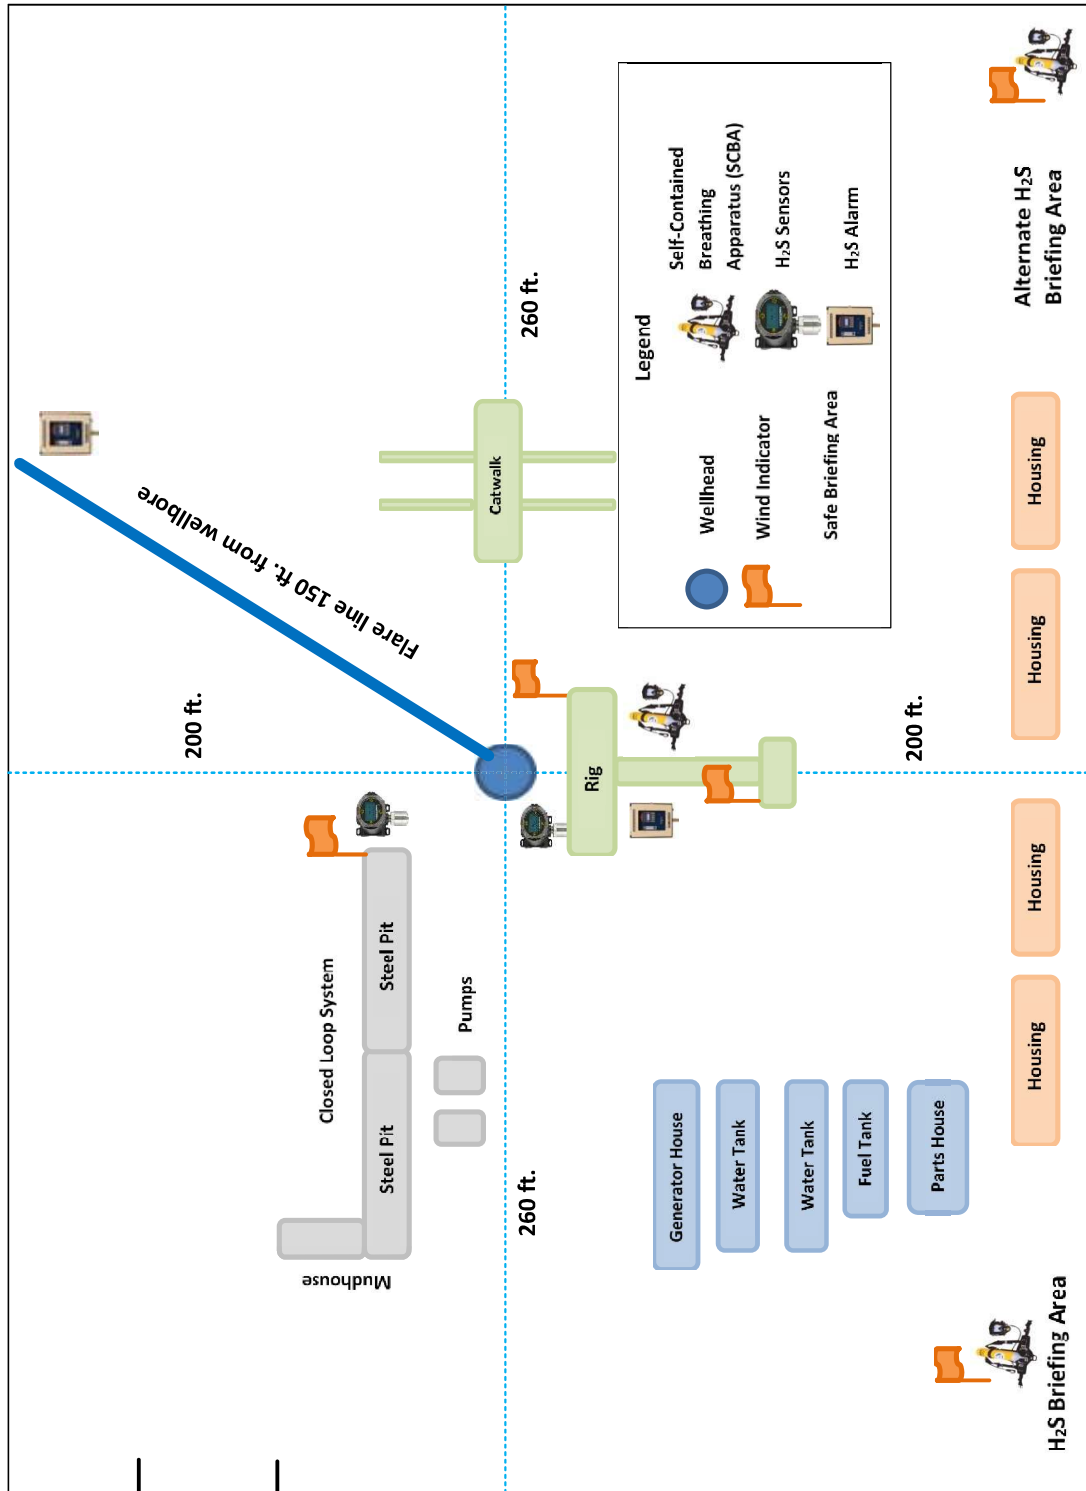 Mudhouse
Closed Loop System
Steel Pit
Steel Pit
Pumps
200 ft.
Flare line 150 ft. from wellbore
260 ft.
260 ft.
Catwalk
Rig
200 ft.
Generator House
Water Tank
Water Tank
Fuel Tank
Parts House
Legend
Wellhead
Wind Indicator
Safe Briefing Area
Self-Contained
Breathing
Apparatus (SCBA)
H₂S Sensors
H₂S Alarm
Housing
Housing
Housing
Housing
H₂S Briefing Area
Alternate H₂S
Briefing Area